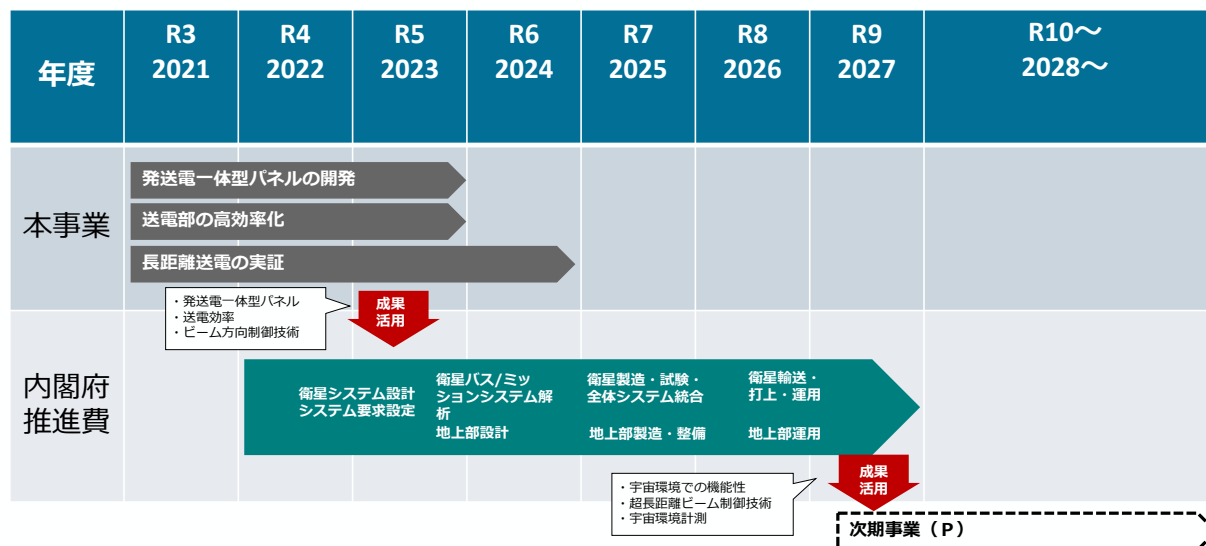 年度
R3
2021
R4
2022
R5
2023
R6
2024
R7
2025
R8
2026
R9
2027
R10～
2028～
本事業
発送電一体型パネルの開発
送電部の高効率化
長距離送電の実証
・発送電一体型パネル
・送電効率
・ビーム方向制御技術
成果
活用
内閣府
推進費
衛星システム設計
システム要求設定
衛星バス/ミッ
ションシステム解
析
地上部設計
衛星製造・試験・
全体システム統合
地上部製造・整備
衛星輸送・
打上・運用
地上部運用
・宇宙環境での機能性
・超長距離ビーム制御技術
・宇宙環境計測
成果
活用
次期事業（P）